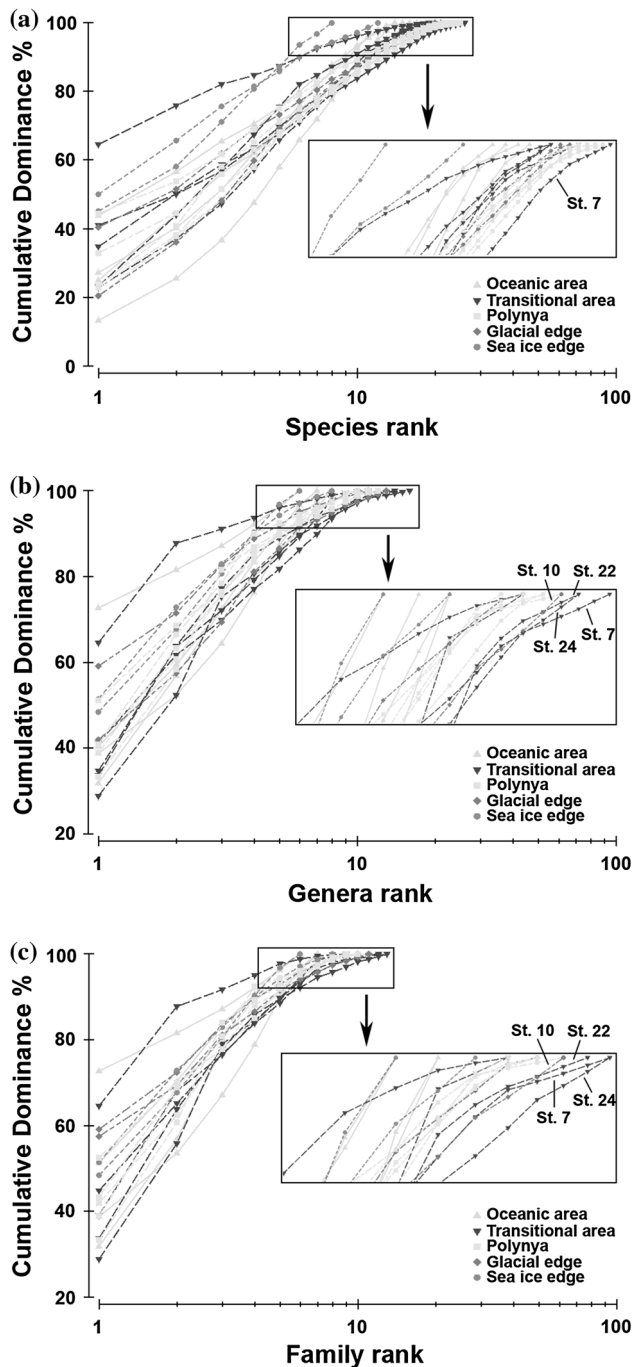 (a)
Cumulative Dominance %
100
80
60
40
20
0
St. 7
Oceanic area
Transitional area
Polynya
Glacial edge
Sea ice edge
1
10
100
Species rank
(b)
Cumulative Dominance %
100
80
60
40
20
St. 10
St. 22
St. 24
St. 7
Oceanic area
Transitional area
Polynya
Glacial edge
Sea ice edge
1
10
100
Genera rank
(c)
Cumulative Dominance %
100
80
60
40
20
St. 10
St. 22
St. 24
St. 7
Oceanic area
Transitional area
Polynya
Glacial edge
Sea ice edge
1
10
100
Family rank